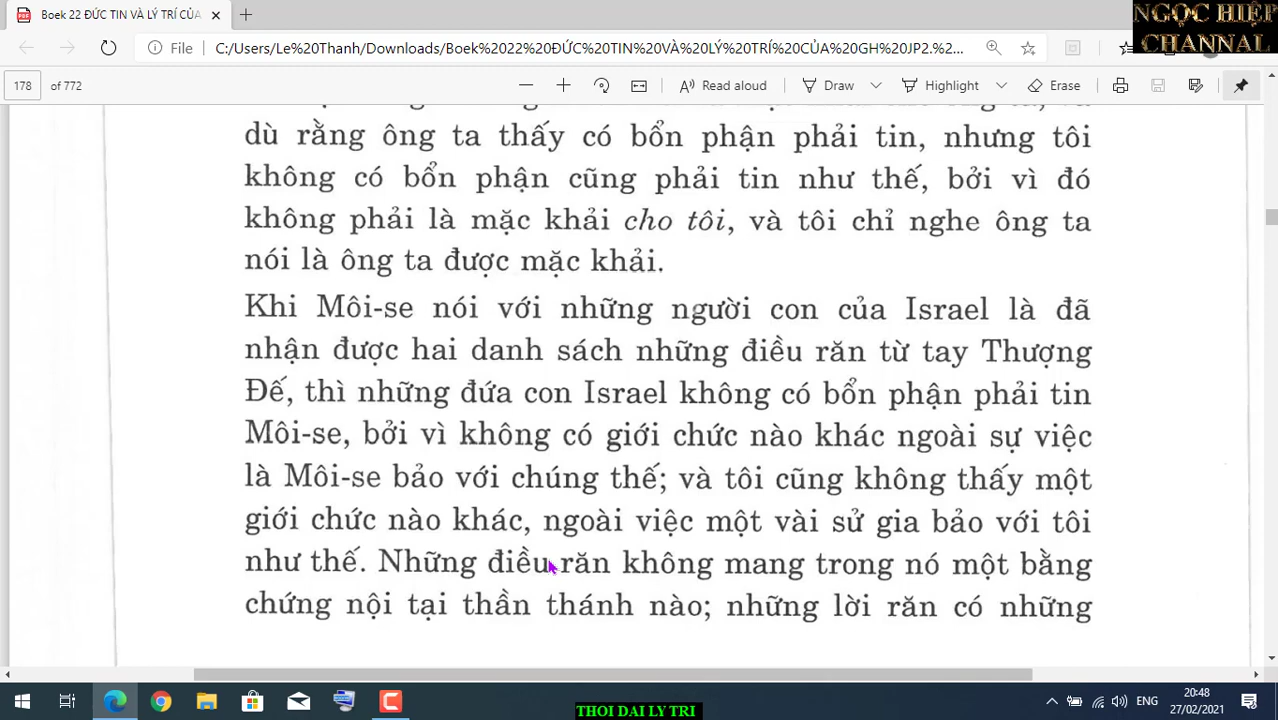 Boek 22 ĐỨC TIN VÀ LÝ TRÍ CỦA
NGỌC HIỆP
CHANNAL
File
C:/Users/Le%20Thanh/Downloads/Boek%2022%20ĐỨC%20TIN%20VÀ%20LÝ%20TRÍ%20CỦA%20GH%20JP2.%...
178 of 772
Read aloud
Draw
Highlight
Erase
dù rằng ông ta thấy có bổn phận phải tin, nhưng tôi
không có bổn phận cũng phải tin như thế, bởi vì đó
không phải là mặc khải cho tôi, và tôi chỉ nghe ông ta
nói là ông ta được mặc khải.
Khi Môi-se nói với những người con của Israel là đã
nhận được hai danh sách những điều răn từ tay Thượng
Đế, thì những đứa con Israel không có bổn phận phải tin
Môi-se, bởi vì không có giới chức nào khác ngoài sự việc
là Môi-se bảo với chúng thế; và tôi cũng không thấy một
giới chức nào khác, ngoài việc một vài sử gia bảo với tôi
như thế. Những điều răn không mang trong nó một bằng
chứng nội tại thần thánh nào; những lời răn có những
ENG
20:48
27/02/2021
THOI DAI LY TRI